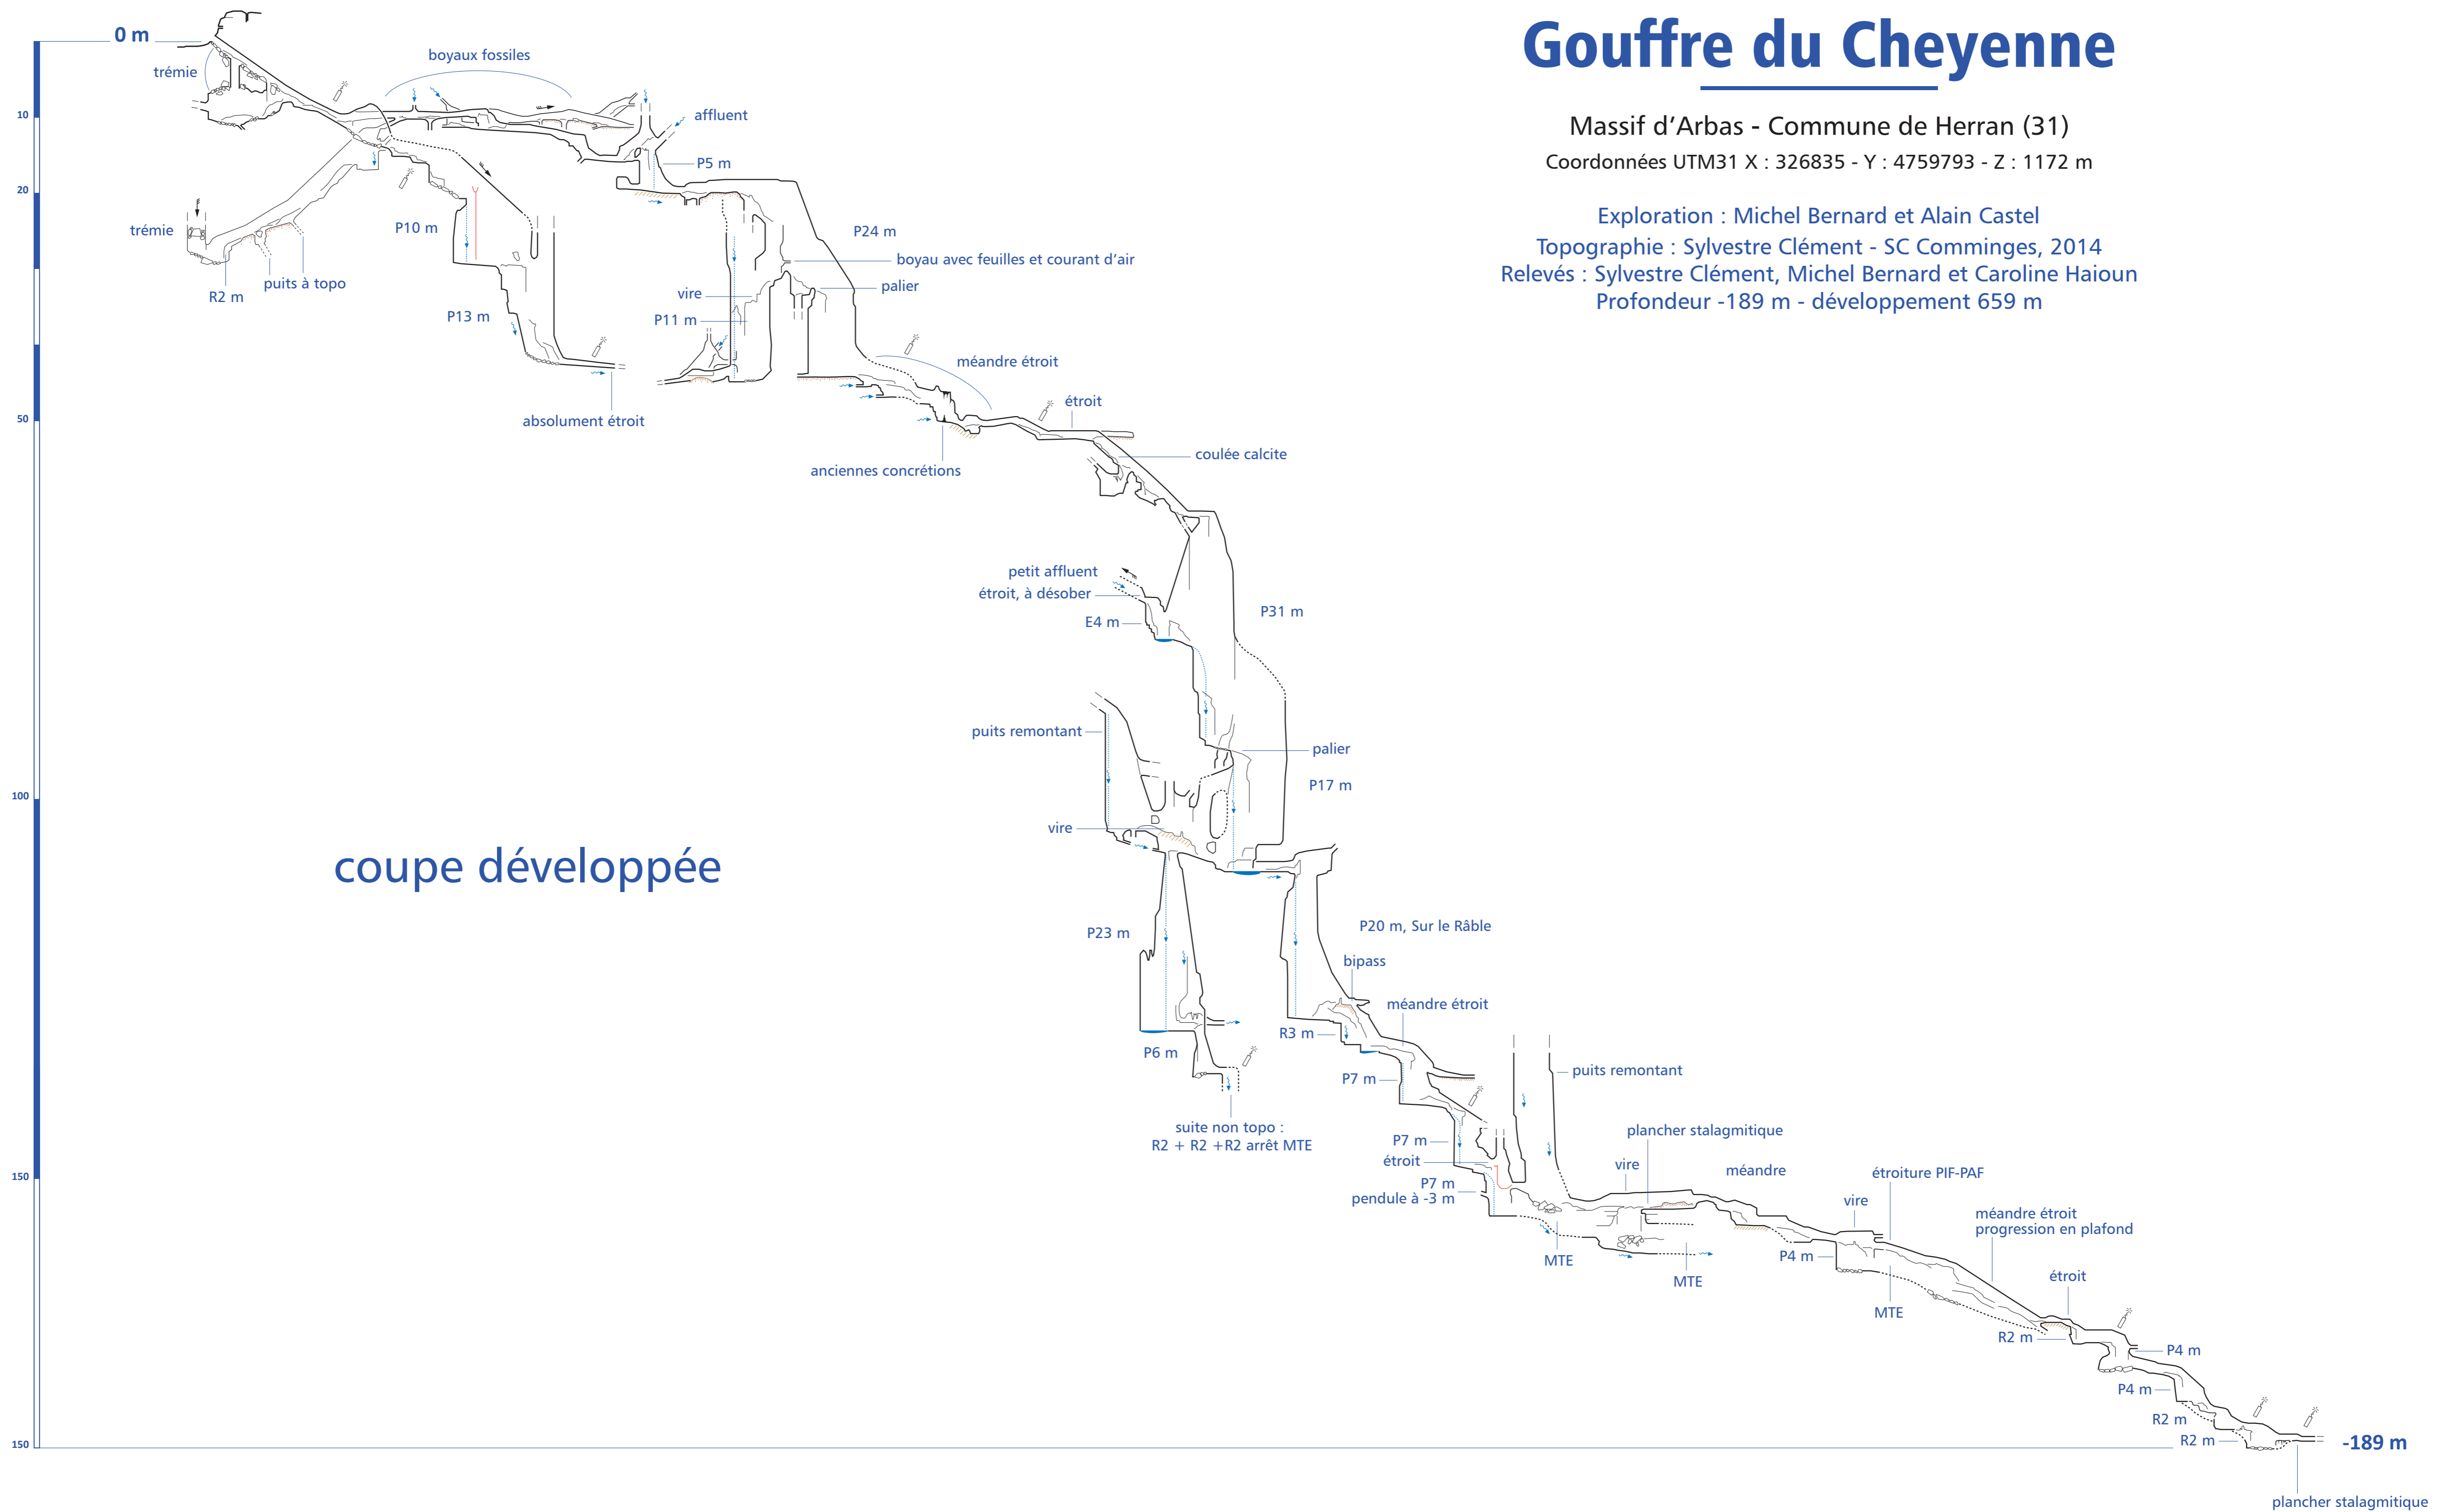 Gouffre du Cheyenne
Massif d’Arbas - Commune de Herran (31)
Coordonnées UTM31 X : 326835 - Y : 4759793 - Z : 1172 m
Exploration : Michel Bernard et Alain Castel
Topographie : Sylvestre Clément - SC Comminges, 2014
Relevés : Sylvestre Clément, Michel Bernard et Caroline Haioun
Profondeur -189 m - développement 659 m
0 m
trémie
boyaux fossiles
10
affluent
P5 m
20
trémie
P10 m
P24 m
boyau avec feuilles et courant d’air
R2 m
puits à topo
vire
palier
P13 m
P11 m
méandre étroit
absolument étroit
50
étroit
coulée calcite
anciennes concrétions
petit affluent
étroit, à désober
E4 m
P31 m
puits remontant
palier
P17 m
100
vire
coupe développée
P23 m
P20 m, Sur le Râble
bipass
méandre étroit
R3 m
P6 m
P7 m
puits remontant
suite non topo :
R2 + R2 +R2 arrêt MTE
P7 m
étroit
P7 m
pendule à -3 m
plancher stalagmitique
vire
méandre
étroiture PIF-PAF
150
vire
méandre étroit
progression en plafond
MTE
MTE
P4 m
étroit
MTE
R2 m
P4 m
P4 m
R2 m
R2 m
150
-189 m
plancher stalagmitique